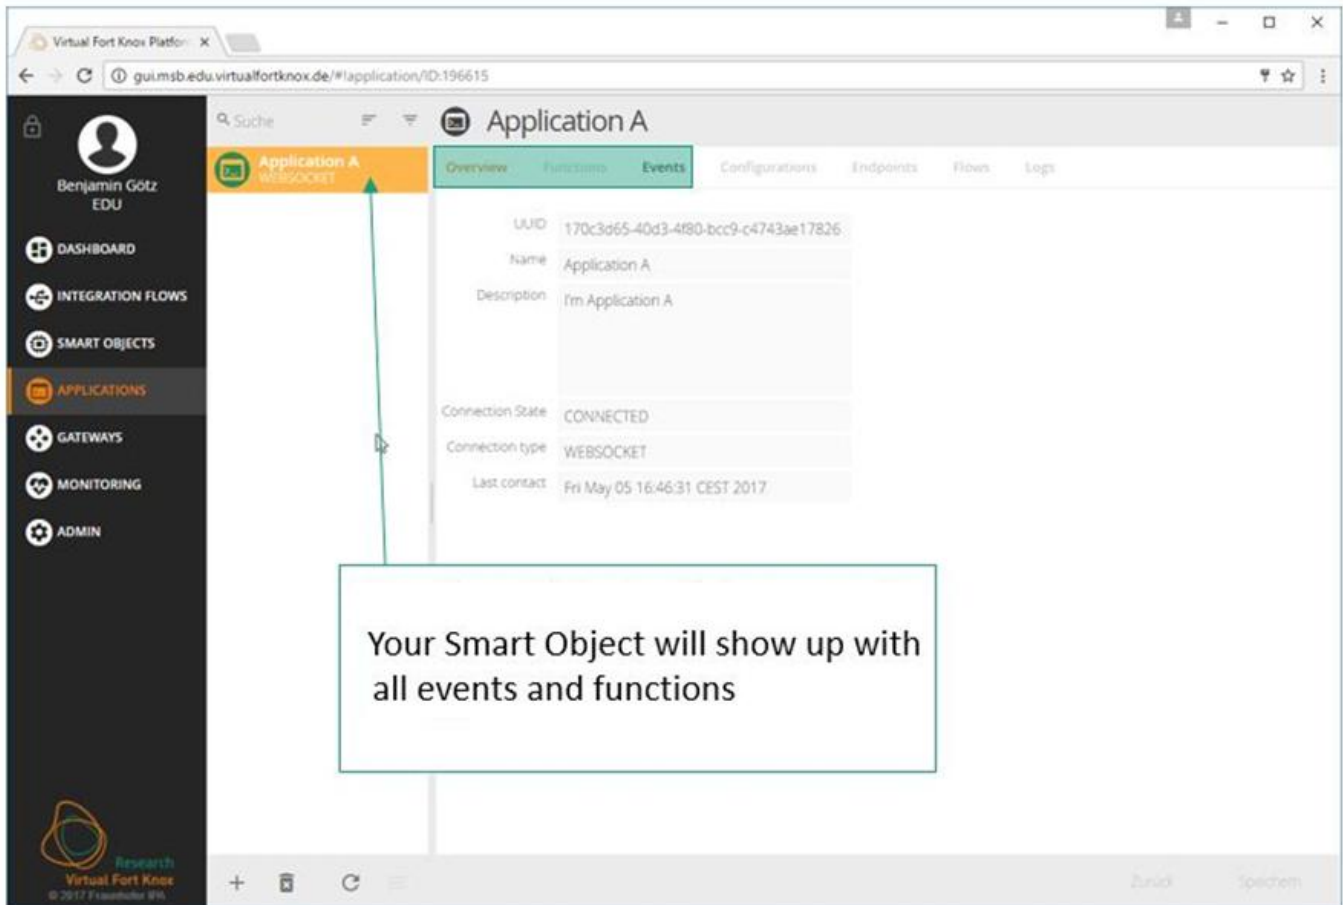 Virtual Fort Knox Platfor
gui.msb.edu.virtualfortknox.de/#!application/ID:196615
Benjamin Götz
EDU
DASHBOARD
INTEGRATION FLOWS
SMART OBJECTS
APPLICATIONS
GATEWAYS
MONITORING
ADMIN
Research
Virtual Fort Knox
© 2017 Fraunhofer IPA
Suche
Application A
WEBSOCKET
Application A
Overview Functions Events Configurations Endpoints Flows Logs
UUID 170c3d65-40d3-4f80-bcc9-c4743ae17826
Name Application A
Description I'm Application A
Connection State CONNECTED
Connection type WEBSOCKET
Last contact Fri May 05 16:46:31 CEST 2017
Your Smart Object will show up with
all events and functions
Zurück Speichern